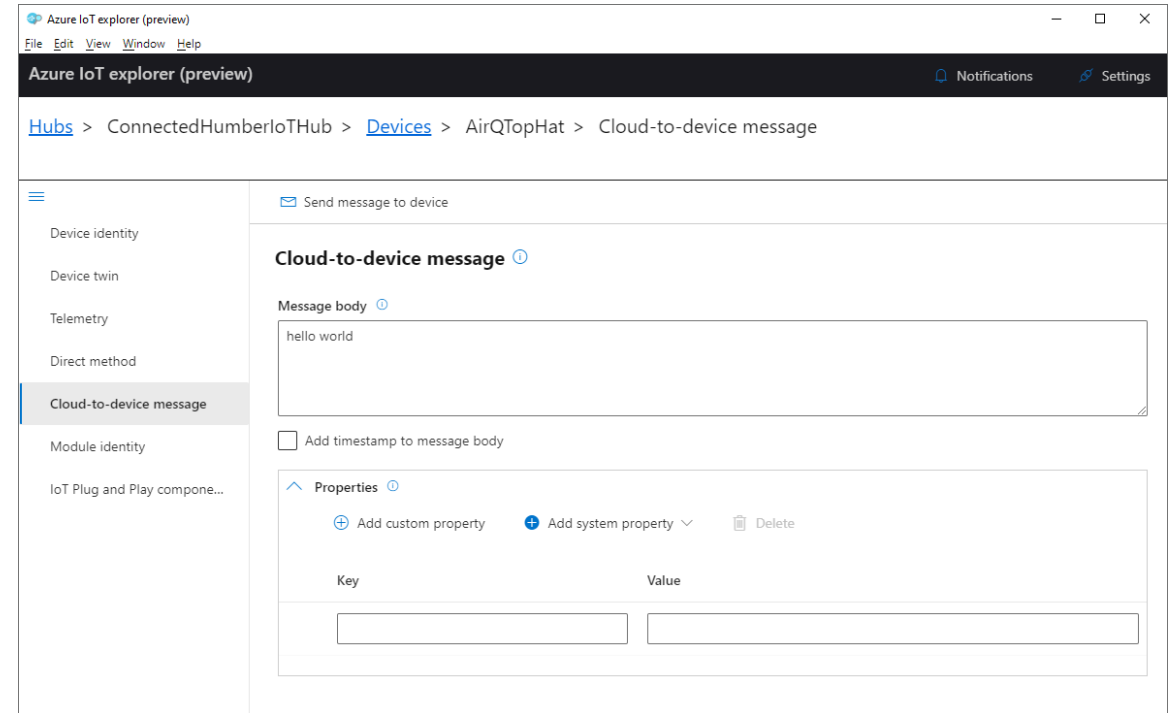 Azure IoT explorer (preview)
File Edit View Window Help
Azure IoT explorer (preview) Notifications Settings
Hubs > ConnectedHumberIoTHub > Devices > AirQTopHat > Cloud-to-device message
Send message to device
Device identity
Device twin
Telemetry
Direct method
Cloud-to-device message
Module identity
IoT Plug and Play compone...
Cloud-to-device message
Message body
hello world
Add timestamp to message body
Properties
Add custom property Add system property Delete
Key Value